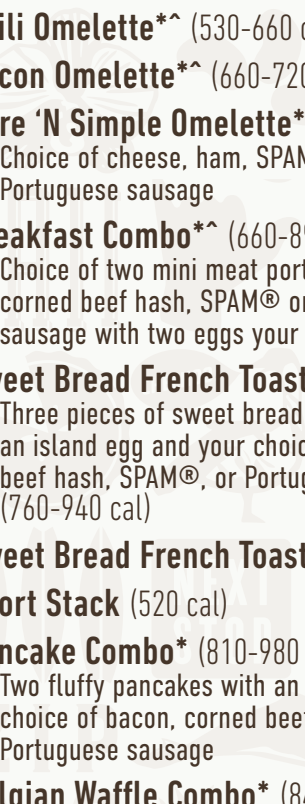 ili Omelette*^ (530-660 c
con Omelette*^ (660-720
re ‘N Simple Omelette*
Choice of cheese, ham, SPAM
Portuguese sausage
eakfast Combo*^ (660-89
Choice of two mini meat port
corned beef hash, SPAM® or
sausage with two eggs your
eet Bread French Toast
Three pieces of sweet bread
an island egg and your choic
beef hash, SPAM®, or Portug
(760-940 cal)
eet Bread French Toast
ort Stack (520 cal)
ncake Combo* (810-980
Two fluffy pancakes with an
choice of bacon, corned beef
Portuguese sausage
lgian Waffle Combo* (84
NEXT
STOP